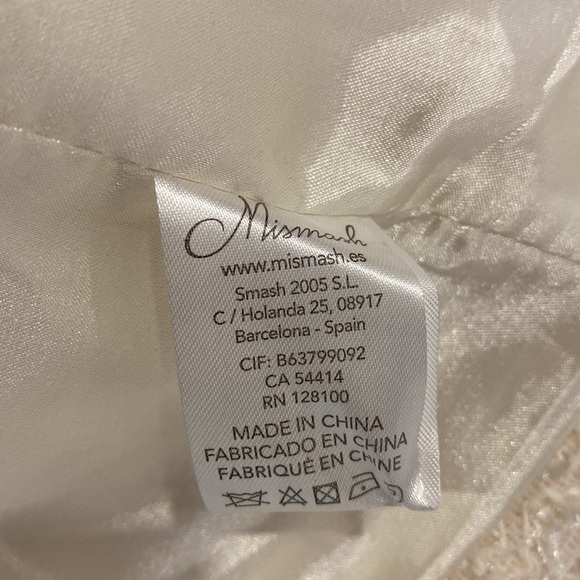 Mismash
www.mismash.es
Smash 2005 S.L.
C / Holanda 25, 08917
Barcelona - Spain
CIF: B63799092
CA 54414
RN 128100
MADE IN CHINA
FABRICADO EN CHINA
FABRIQUÉ EN CHINE